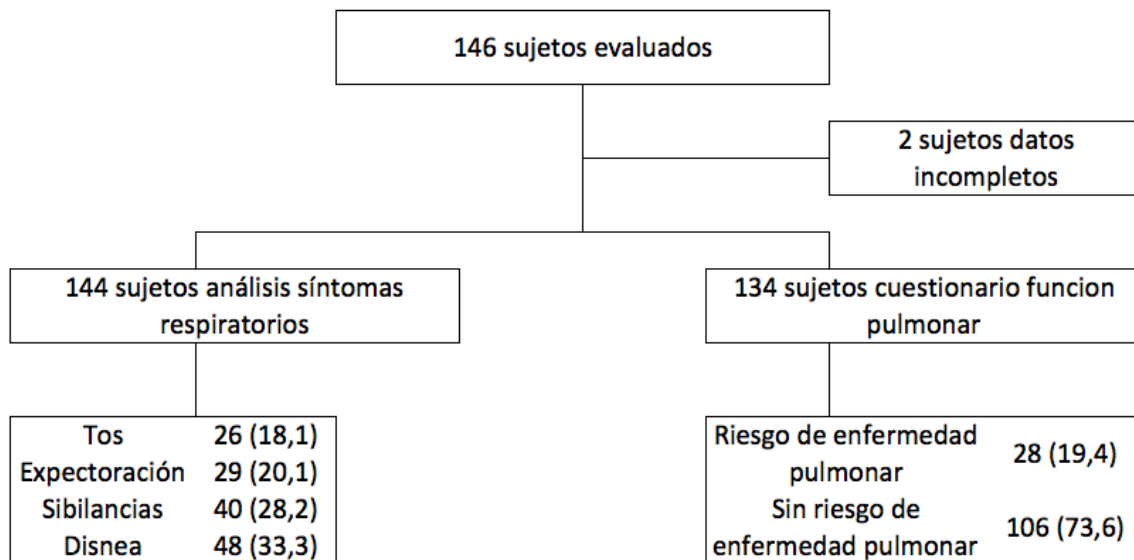 146 sujetos evaluados
2 sujetos datos
incompletos
144 sujetos análisis síntomas
respiratorios
134 sujetos cuestionario funcion
pulmonar
Tos 26 (18,1)
Expectoración 29 (20,1)
Sibilancias 40 (28,2)
Disnea 48 (33,3)
Riesgo de enfermedad
pulmonar 28 (19,4)
Sin riesgo de
enfermedad pulmonar 106 (73,6)